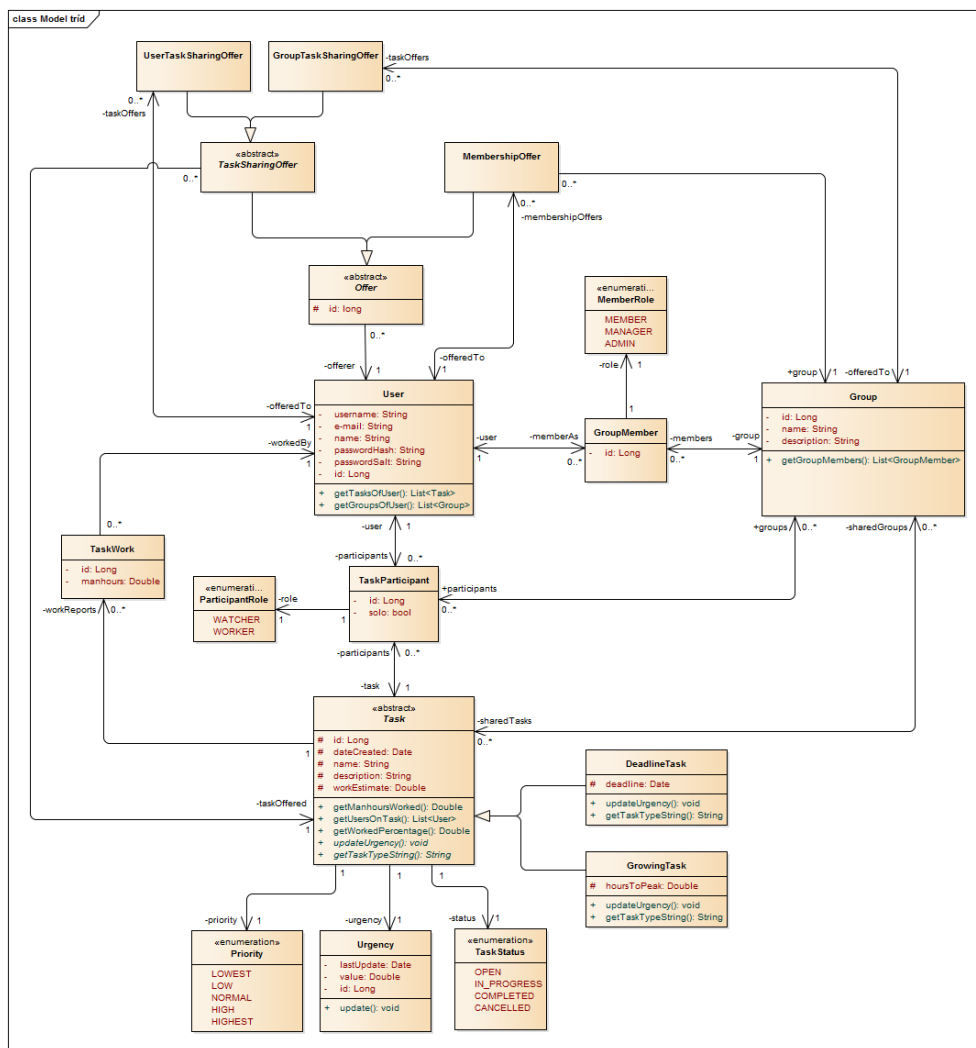 class Model tríd
UserTaskSharingOffer
GroupTaskSharingOffer
-taskOffers
0..*
0..*
-taskOffers
«abstract»
TaskSharingOffer
0..*
MembershipOffer
0..*
0..*
-membershipOffers
«abstract»
Offer
# id: long
0..*
«enumerati...
MemberRole
MEMBER
MANAGER
ADMIN
-role 1
-offerer 1
-offeredTo
1
+group 1
-offeredTo 1
User
- username: String
- e-mail: String
- name: String
- passwordHash: String
- passwordSalt: String
- id: Long
+ getTasksOfUser(): List<Task>
+ getGroupsOfUser(): List<Group>
-offeredTo
1
-workedBy
1
-user
1
-memberAs
0..*
1
GroupMember
- id: Long
-members
0..*
-group
1
Group
- id: Long
- name: String
- description: String
+ getGroupMembers(): List<GroupMember>
+groups 0..*
-sharedGroups 0..*
-user 1
-participants 0..*
0..*
TaskWork
- id: Long
- manhours: Double
-workReports 0..*
«enumerati...
ParticipantRole
WATCHER
WORKER
-role
1
1
TaskParticipant
- id: Long
- solo: bool
+participants
0..*
-participants 0..*
-task 1
«abstract»
Task
# id: Long
# dateCreated: Date
# name: String
# description: String
# workEstimate: Double
+ getManhoursWorked(): Double
+ getUsersOnTask(): List<User>
+ getWorkedPercentage(): Double
+ updateUrgency(): void
+ getTaskTypeString(): String
-sharedTasks
0..*
1
-taskOffered
1
DeadlineTask
# deadline: Date
+ updateUrgency(): void
+ getTaskTypeString(): String
GrowingTask
# hoursToPeak: Double
+ updateUrgency(): void
+ getTaskTypeString(): String
1
1
1
-priority 1
-urgency 1
-status 1
«enumeration»
Priority
LOWEST
LOW
NORMAL
HIGH
HIGHEST
Urgency
- lastUpdate: Date
- value: Double
- id: Long
+ update(): void
«enumeration»
TaskStatus
OPEN
IN_PROGRESS
COMPLETED
CANCELLED